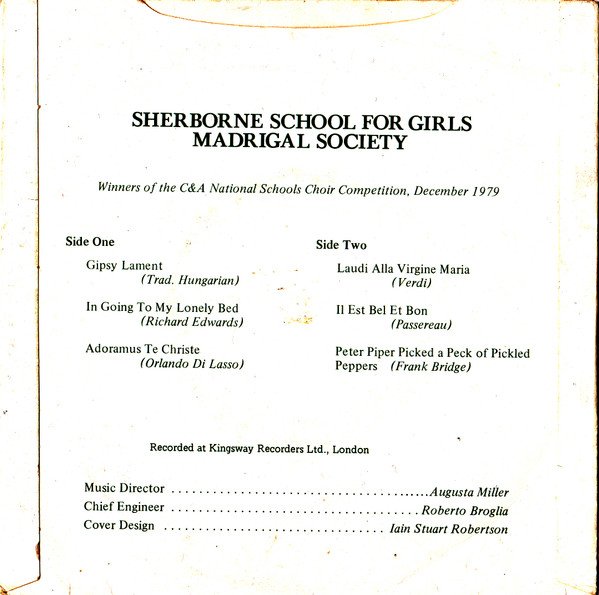 SHERBORNE SCHOOL FOR GIRLS
MADRIGAL SOCIETY
Winners of the C&A National Schools Choir Competition, December 1979
Side One
Gipsy Lament
(Trad. Hungarian)
In Going To My Lonely Bed
(Richard Edwards)
Adoramus Te Christe
(Orlando Di Lasso)
Side Two
Laudi Alla Virgine Maria
(Verdi)
Il Est Bel Et Bon
(Passereau)
Peter Piper Picked a Peck of Pickled
Peppers (Frank Bridge)
Recorded at Kingsway Recorders Ltd., London
Music Director ........................................Augusta Miller
Chief Engineer ......................................Roberto Broglia
Cover Design ..................................Iain Stuart Robertson